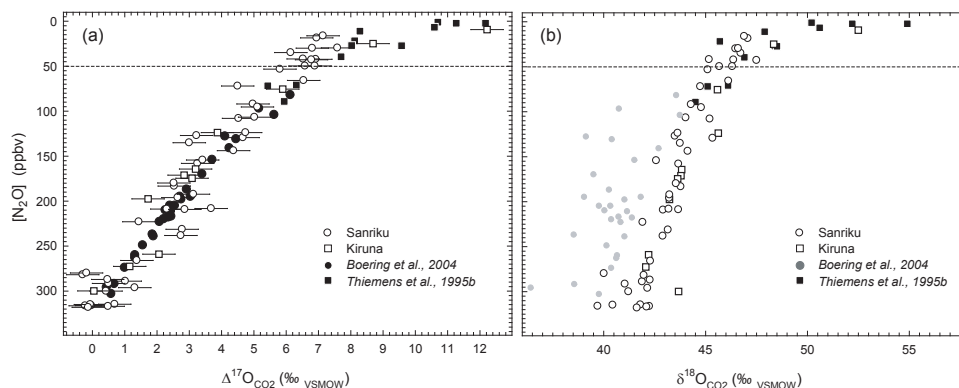 (a)
(b)
[N2O] (ppbv)
0
50
100
150
200
250
300
Sanriku
Kiruna
Boering et al., 2004
Thiemens et al., 1995b
Sanriku
Kiruna
Boering et al., 2004
Thiemens et al., 1995b
0 1 2 3 4 5 6 7 8 9 10 11 12
40 45 50 55
Δ17OCO2 (‰ VSMOW)
δ18OCO2 (‰ VSMOW)